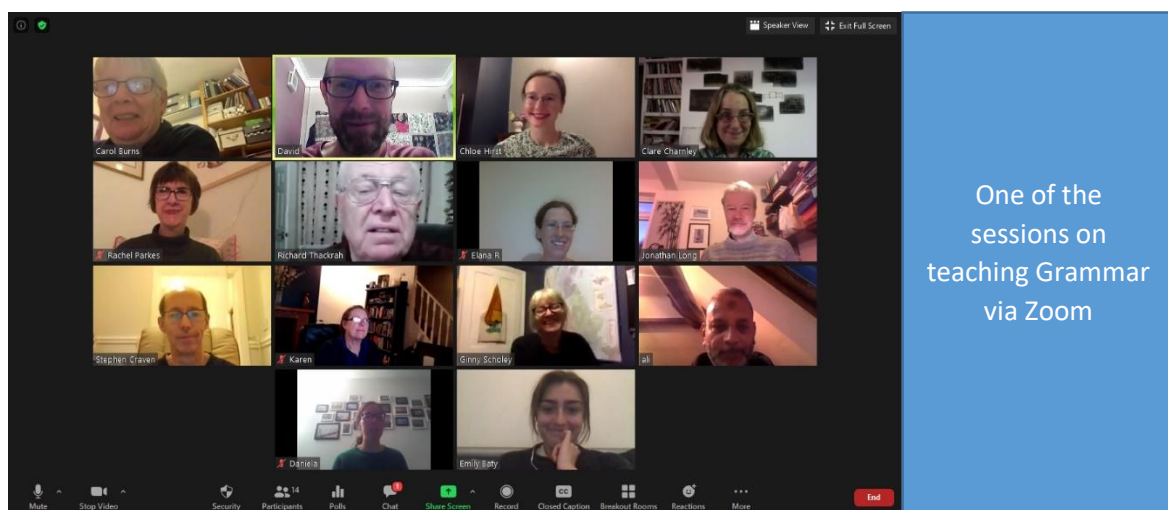 Speaker View Exit Full Screen
Carol Burns
David
Chloe Hirst
Clare Charnley
Rachel Parkes
Richard Thackrah
Elana R
Jonathan Long
Stephen Craven
Karen
Ginny Scholey
ali
Daniela
Emily Baty
Mute
Stop Video
Security
Participants
14
Polls
Chat
1
Share Screen
Record
CC
Closed Caption
Breakout Rooms
Reactions
More
End
One of the
sessions on
teaching Grammar
via Zoom